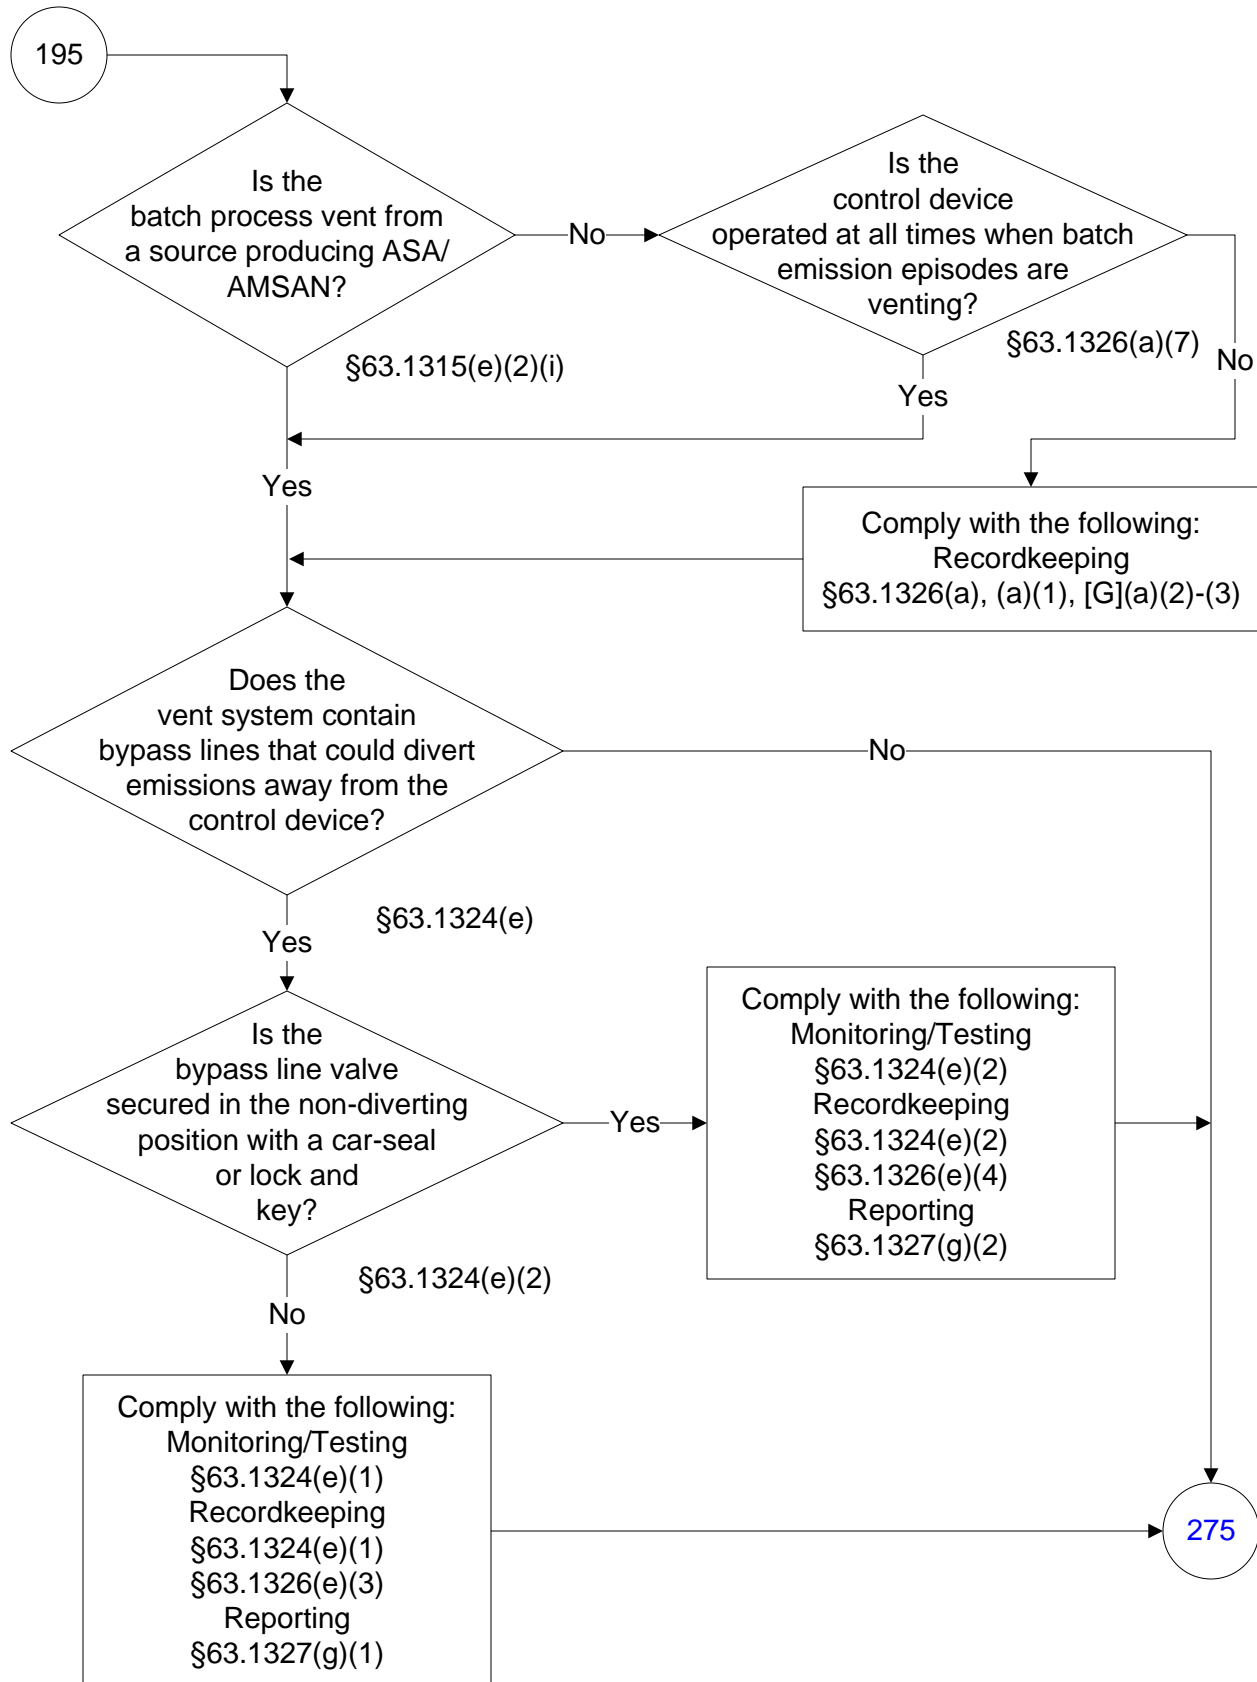 195
Is the
batch process vent from
a source producing ASA/
AMSAN?
No
Is the
control device
operated at all times when batch
emission episodes are
venting?
§63.1315(e)(2)(i)
§63.1326(a)(7)
No
Yes
Yes
Comply with the following:
Recordkeeping
§63.1326(a), (a)(1), [G](a)(2)-(3)
Does the
vent system contain
bypass lines that could divert
emissions away from the
control device?
No
§63.1324(e)
Yes
Is the
bypass line valve
secured in the non-diverting
position with a car-seal
or lock and
key?
Yes
Comply with the following:
Monitoring/Testing
§63.1324(e)(2)
Recordkeeping
§63.1324(e)(2)
§63.1326(e)(4)
Reporting
§63.1327(g)(2)
§63.1324(e)(2)
No
Comply with the following:
Monitoring/Testing
§63.1324(e)(1)
Recordkeeping
§63.1324(e)(1)
§63.1326(e)(3)
Reporting
§63.1327(g)(1)
275